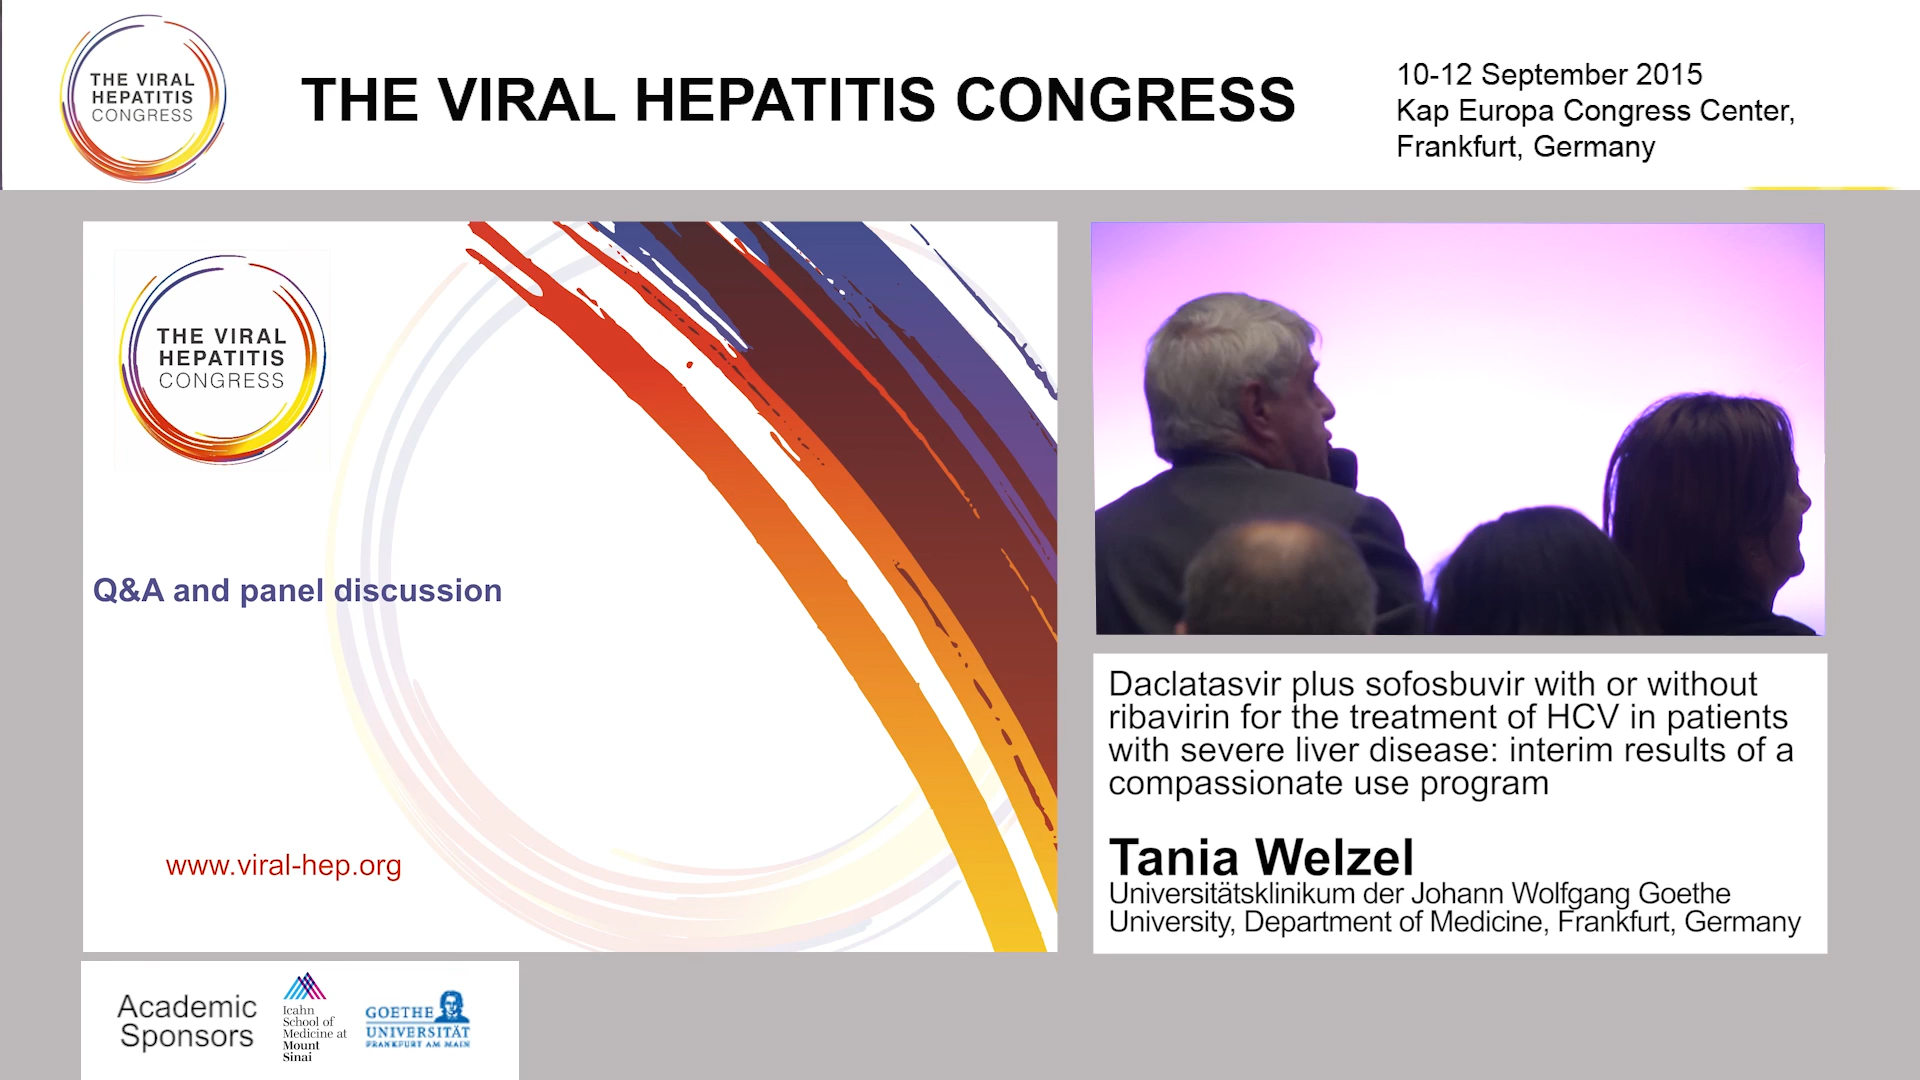 THE VIRAL
HEPATITIS
CONGRESS
THE VIRAL HEPATITIS CONGRESS
10-12 September 2015
Kap Europa Congress Center,
Frankfurt, Germany
THE VIRAL
HEPATITIS
CONGRESS
Q&A and panel discussion
www.viral-hep.org
Daclatasvir plus sofosbuvir with or without
ribavirin for the treatment of HCV in patients
with severe liver disease: interim results of a
compassionate use program
Tania Welzel
Universitätsklinikum der Johann Wolfgang Goethe
University, Department of Medicine, Frankfurt, Germany
Academic
Sponsors
Icahn
School of
Medicine at
Mount
Sinai
GOETHE
UNIVERSITÄT
FRANKFURT AM MAIN